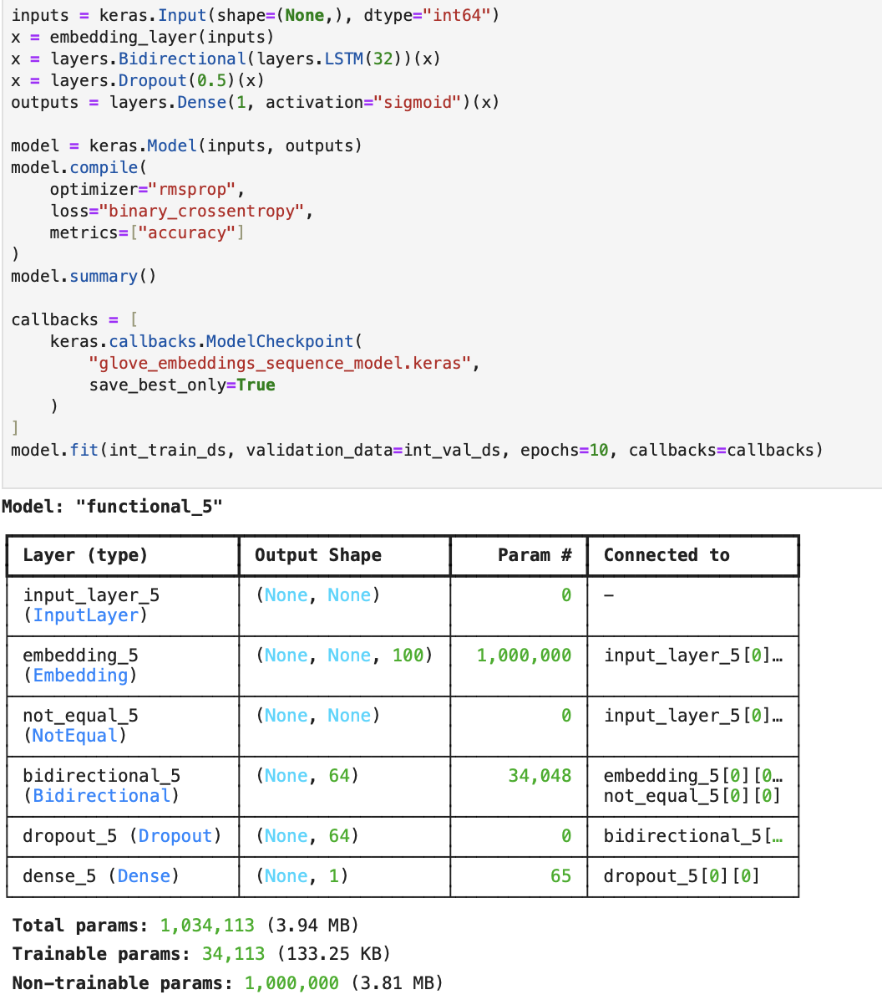 inputs = keras.Input(shape=(None,), dtype="int64")
x = embedding_layer(inputs)
x = layers.Bidirectional(layers.LSTM(32))(x)
x = layers.Dropout(0.5)(x)
outputs = layers.Dense(1, activation="sigmoid")(x)

model = keras.Model(inputs, outputs)
model.compile(
    optimizer="rmsprop",
    loss="binary_crossentropy",
    metrics=["accuracy"]
)
model.summary()

callbacks = [
    keras.callbacks.ModelCheckpoint(
        "glove_embeddings_sequence_model.keras",
        save_best_only=True
    )
]
model.fit(int_train_ds, validation_data=int_val_ds, epochs=10, callbacks=callbacks)

Model: "functional_5"
Layer (type) Output Shape Param # Connected to
input_layer_5 (None, None) 0 –
(InputLayer)
embedding_5 (None, None, 100) 1,000,000 input_layer_5[0]…
(Embedding)
not_equal_5 (None, None) 0 input_layer_5[0]…
(NotEqual)
bidirectional_5 (None, 64) 34,048 embedding_5[0][0…
(Bidirectional) not_equal_5[0][0]
dropout_5 (Dropout) (None, 64) 0 bidirectional_5[…
dense_5 (Dense) (None, 1) 65 dropout_5[0][0]
Total params: 1,034,113 (3.94 MB)
Trainable params: 34,113 (133.25 KB)
Non-trainable params: 1,000,000 (3.81 MB)